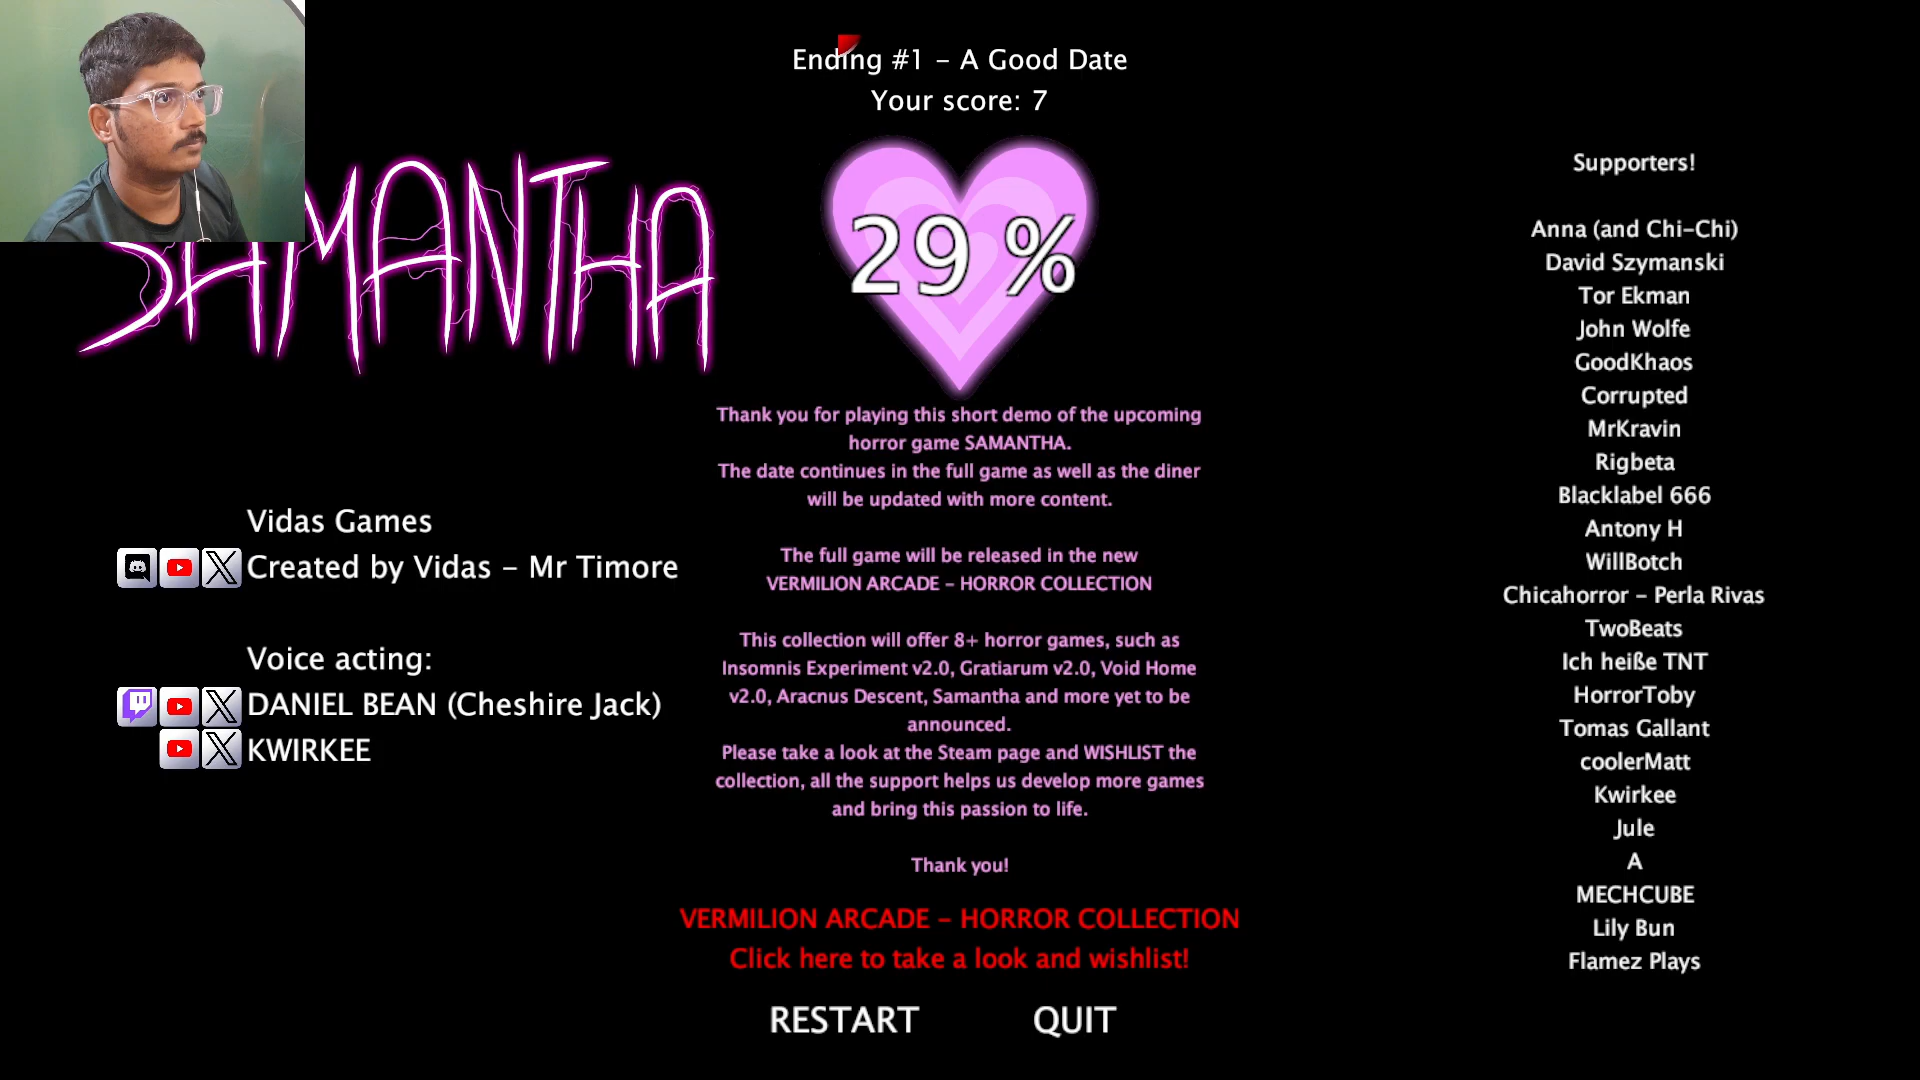 Ending #1 – A Good Date
Your score: 7
SAMANTHA
29 %
Thank you for playing this short demo of the upcoming
horror game SAMANTHA.
The date continues in the full game as well as the diner
will be updated with more content.
The full game will be released in the new
VERMILION ARCADE – HORROR COLLECTION
This collection will offer 8+ horror games, such as
Insomnis Experiment v2.0, Gratiarum v2.0, Void Home
v2.0, Aracnus Descent, Samantha and more yet to be
announced.
Please take a look at the Steam page and WISHLIST the
collection, all the support helps us develop more games
and bring this passion to life.
Thank you!
VERMILION ARCADE – HORROR COLLECTION
Click here to take a look and wishlist!
RESTART
QUIT
Vidas Games
Created by Vidas – Mr Timore
Voice acting:
DANIEL BEAN (Cheshire Jack)
KWIRKEE
Supporters!
Anna (and Chi-Chi)
David Szymanski
Tor Ekman
John Wolfe
GoodKhaos
Corrupted
MrKravin
Rigbeta
Blacklabel 666
Antony H
WillBotch
Chicahorror – Perla Rivas
TwoBeats
Ich heiße TNT
HorrorToby
Tomas Gallant
coolerMatt
Kwirkee
Jule
A
MECHCUBE
Lily Bun
Flamez Plays